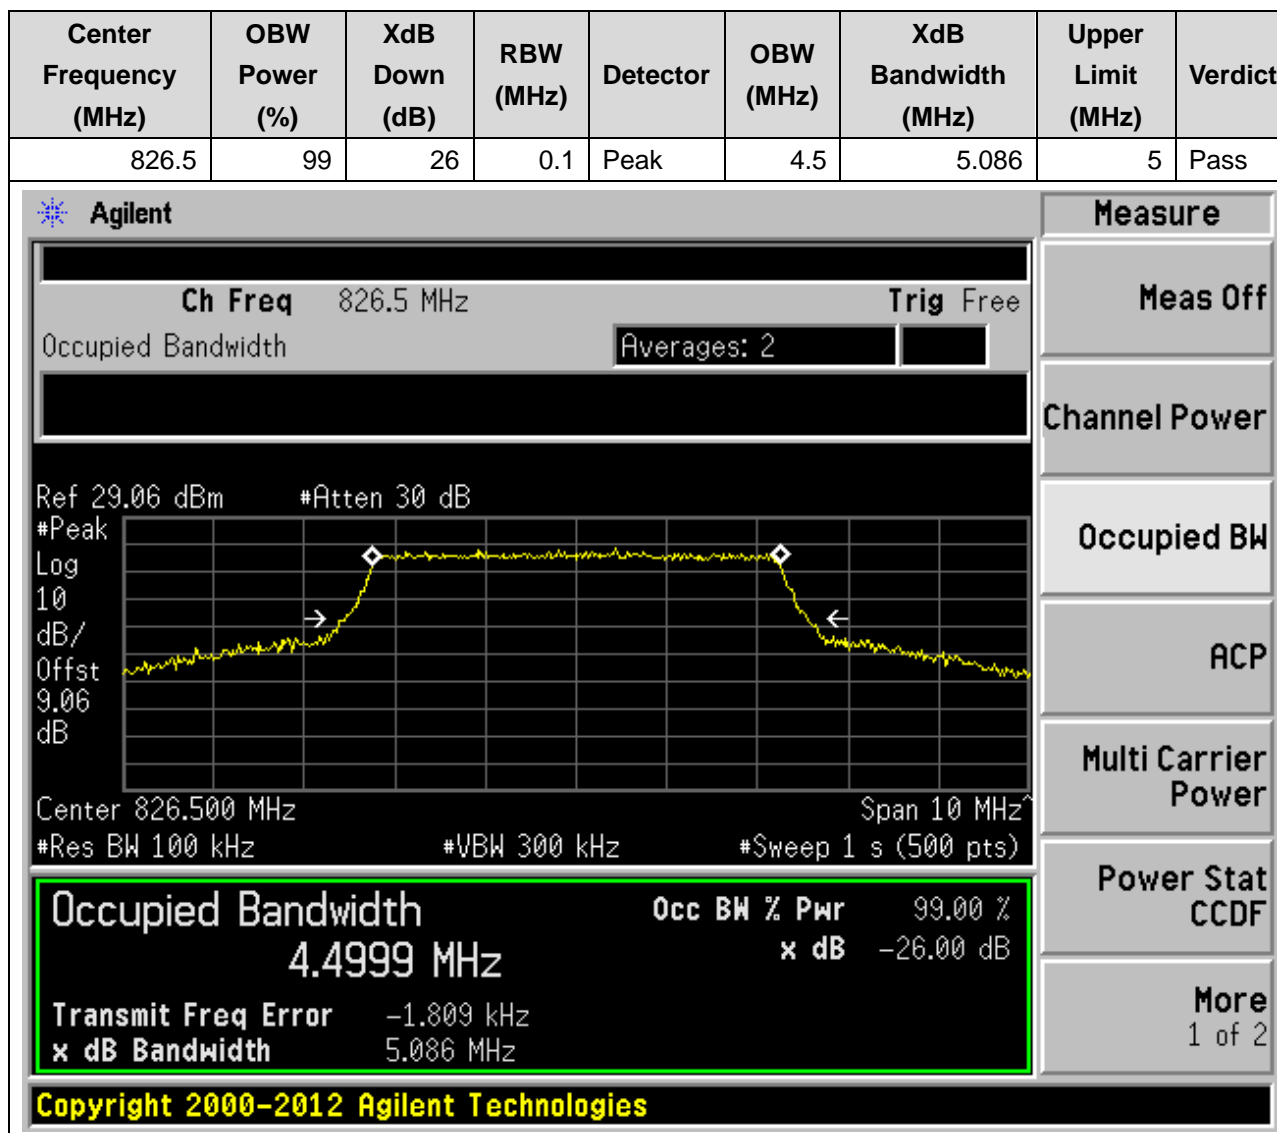 Center Frequency (MHz) OBW Power (%) XdB Down (dB) RBW (MHz) Detector OBW (MHz) XdB Bandwidth (MHz) Upper Limit (MHz) Verdict
826.5 99 26 0.1 Peak 4.5 5.086 5 Pass
Agilent
Measure
Ch Freq 826.5 MHz Trig Free
Meas Off
Occupied Bandwidth Averages: 2
Channel Power
Ref 29.06 dBm #Atten 30 dB
#Peak
Log
10
dB/
Offst
9.06
dB
Occupied BW
ACP
Multi Carrier
Power
Center 826.500 MHz Span 10 MHz^
#Res BW 100 kHz #VBW 300 kHz #Sweep 1 s (500 pts)
Power Stat
CCDF
Occupied Bandwidth Occ BW % Pwr 99.00 %
4.4999 MHz x dB -26.00 dB
Transmit Freq Error -1.809 kHz
x dB Bandwidth 5.086 MHz
More
1 of 2
Copyright 2000-2012 Agilent Technologies